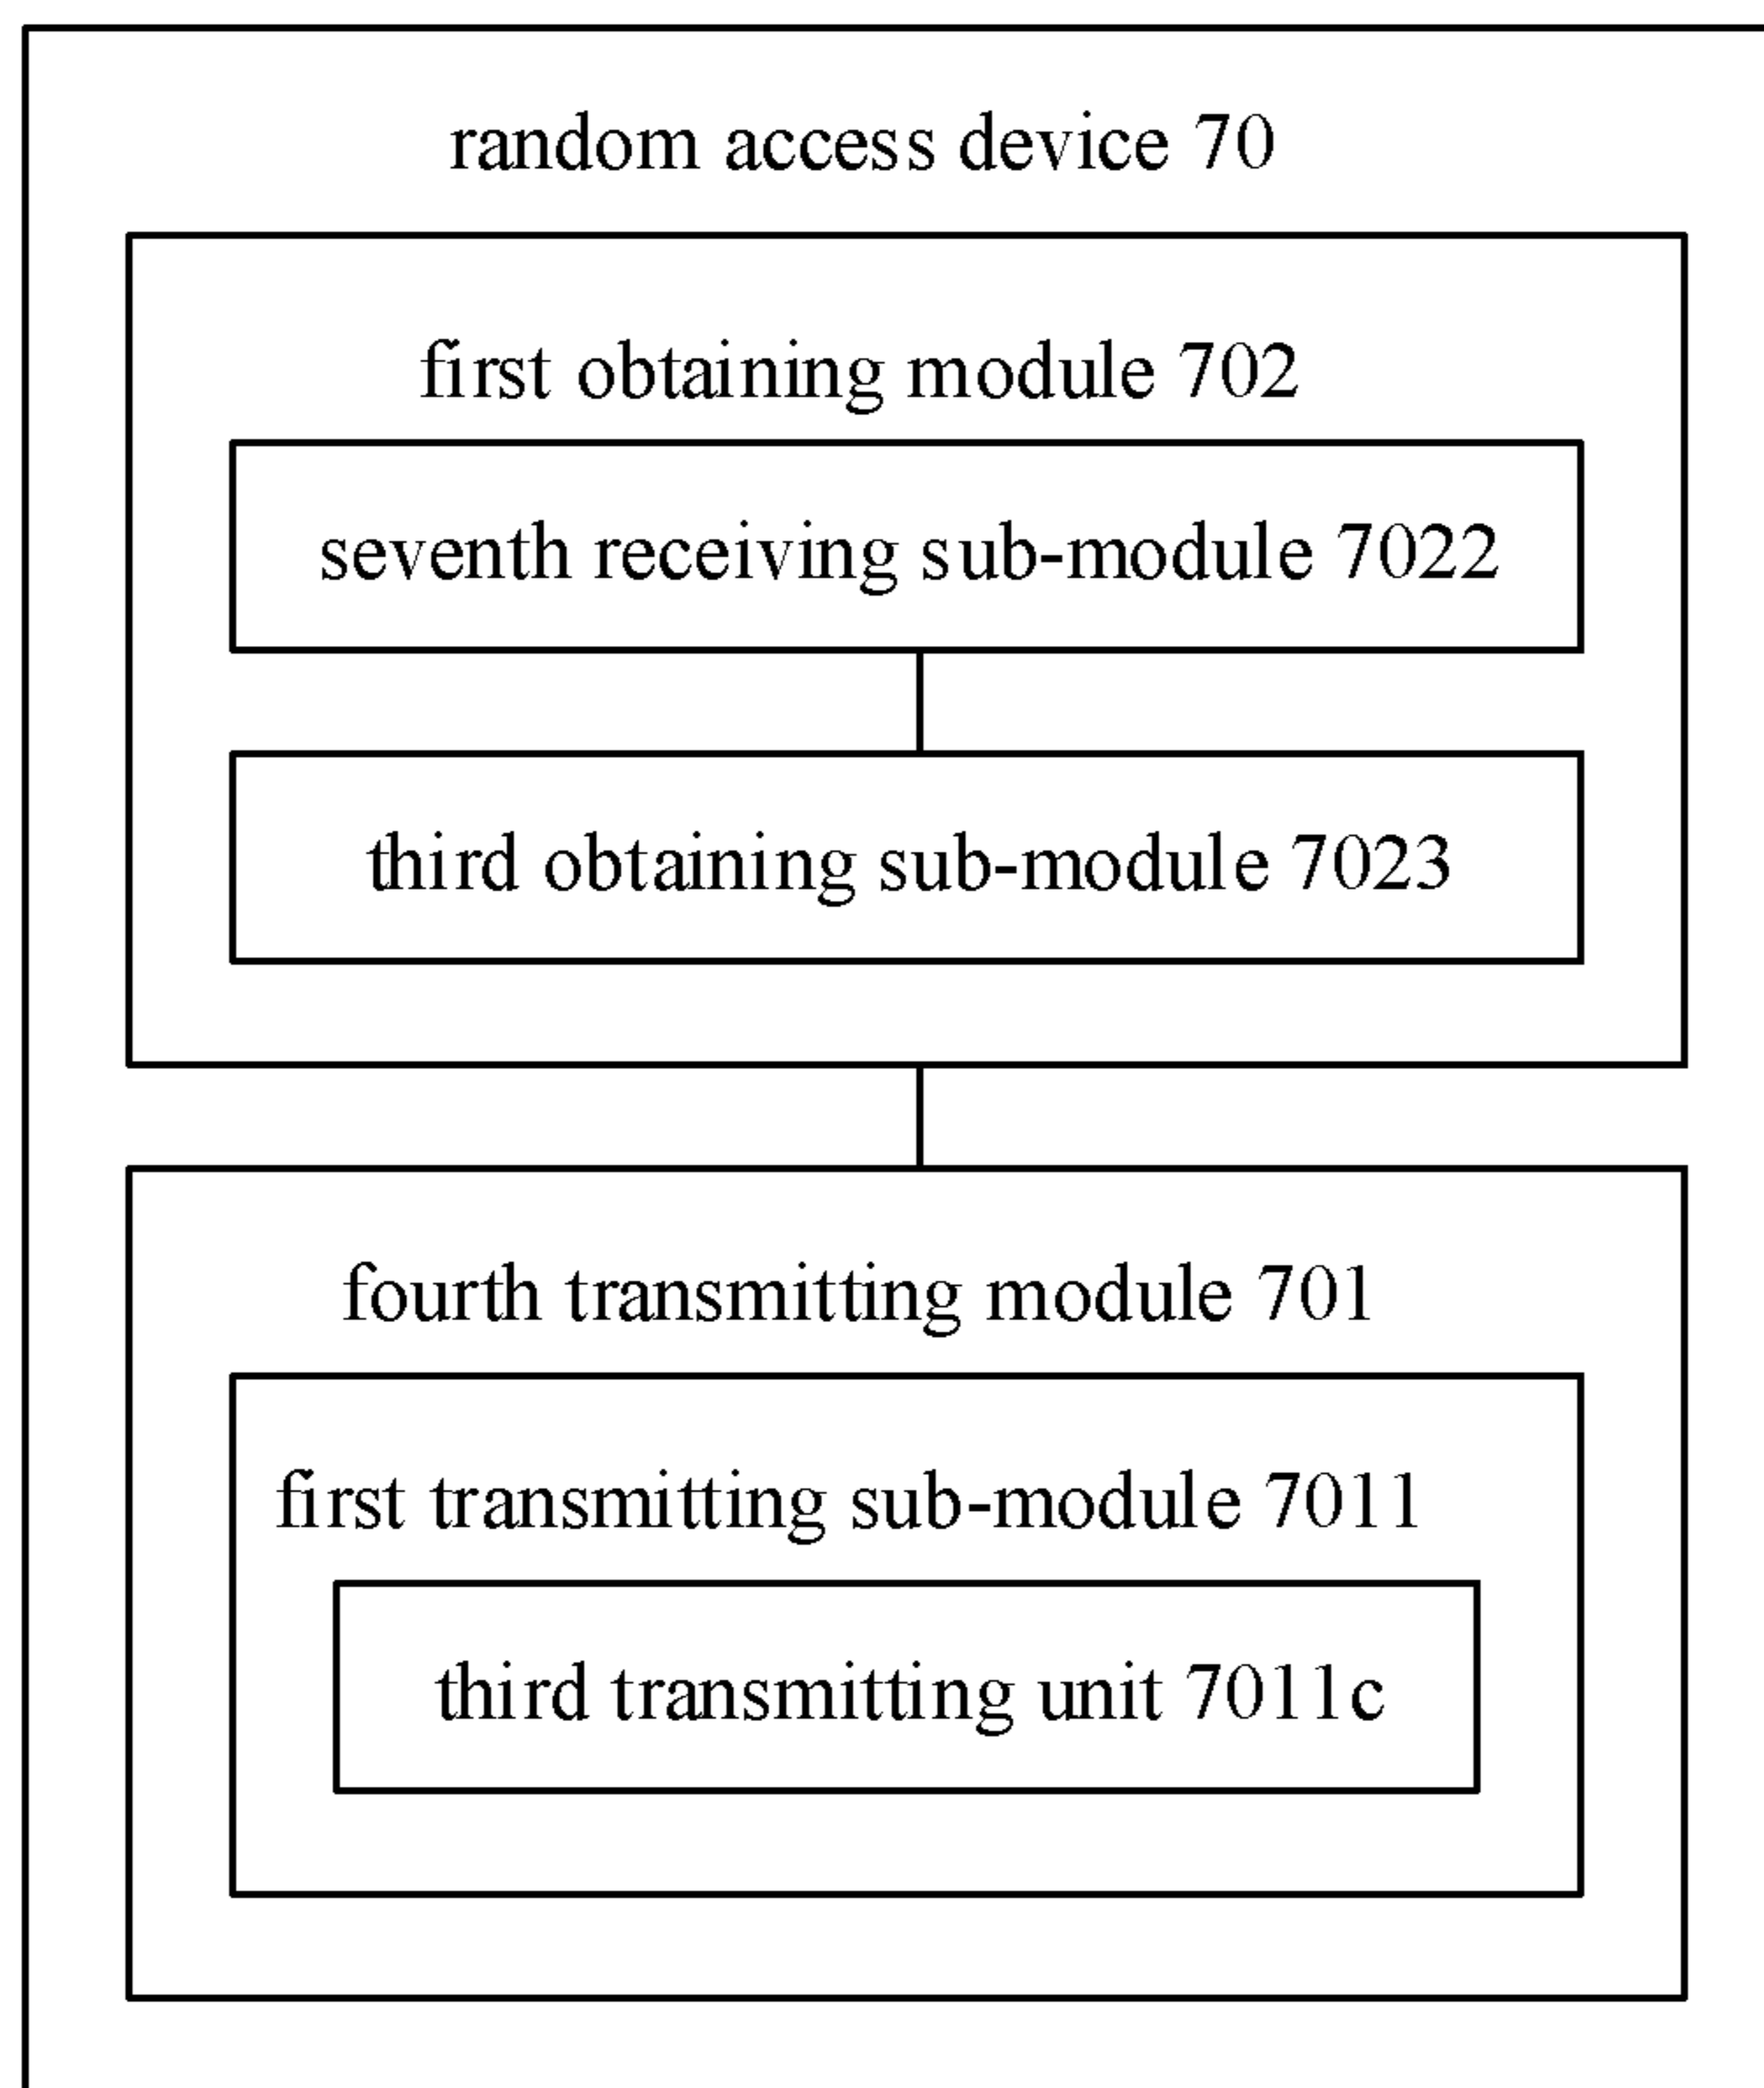 random access device 70
first obtaining module 702
seventh receiving sub-module 7022
third obtaining sub-module 7023
fourth transmitting module 701
first transmitting sub-module 7011
third transmitting unit 7011c